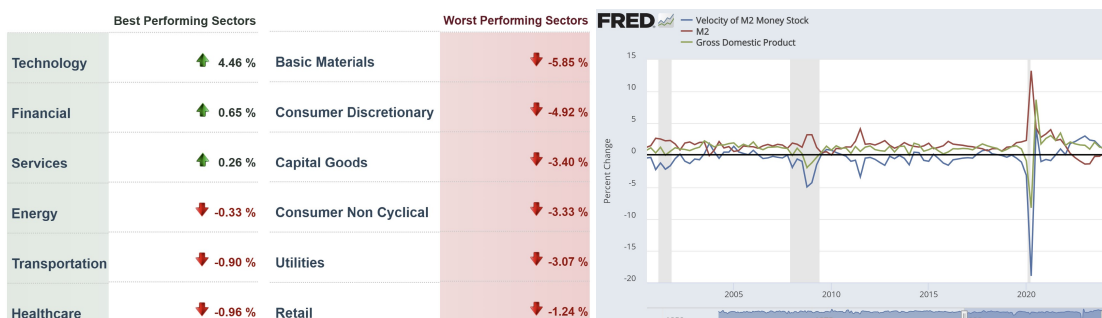 Best Performing Sectors
Technology 4.46 %
Financial 0.65 %
Services 0.26 %
Energy -0.33 %
Transportation -0.90 %
Healthcare -0.96 %
Worst Performing Sectors
Basic Materials -5.85 %
Consumer Discretionary -4.92 %
Capital Goods -3.40 %
Consumer Non Cyclical -3.33 %
Utilities -3.07 %
Retail -1.24 %
FRED
Velocity of M2 Money Stock
M2
Gross Domestic Product
Percent Change
15
10
5
0
-5
-10
-15
-20
2005 2010 2015 2020